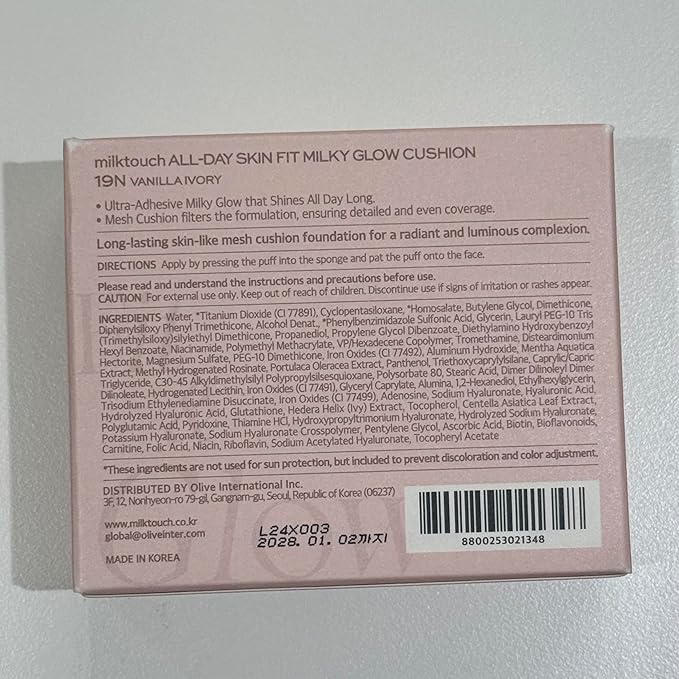 milktouch ALL-DAY SKIN FIT MILKY GLOW CUSHION
19N VANILLA IVORY
• Ultra-Adhesive Milky Glow that Shines All Day Long.
• Mesh Cushion filters the formulation, ensuring detailed and even coverage.
Long-lasting skin-like mesh cushion foundation for a radiant and luminous complexion.
DIRECTIONS Apply by pressing the puff into the sponge and pat the puff onto the face.
Please read and understand the instructions and precautions before use.
CAUTION For external use only. Keep out of reach of children. Discontinue use if signs of irritation or rashes appear.
INGREDIENTS Water, *Titanium Dioxide (CI 77891), Cyclopentasiloxane, *Homosalate, Butylene Glycol, Dimethicone,
Diphenylsiloxy Phenyl Trimethicone, Alcohol Denat., *Phenylbenzimidazole Sulfonic Acid, Glycerin, Lauryl PEG-10 Tris
(Trimethylsiloxy)silylethyl Dimethicone, Propanediol, Propylene Glycol Dibenzoate, Diethylamino Hydroxybenzoyl
Hexyl Benzoate, Niacinamide, Polymethyl Methacrylate, VP/Hexadecene Copolymer, Tromethamine, Disteardimonium
Hectorite, Magnesium Sulfate, PEG-10 Dimethicone, Iron Oxides (CI 77492), Aluminum Hydroxide, Mentha Aquatica
Extract, Methyl Hydrogenated Rosinate, Portulaca Oleracea Extract, Panthenol, Triethoxycaprylylsilane, Caprylic/Capric
Triglyceride, C30-45 Alkyldimethylsilyl Polypropylsilsesquioxane, Polysorbate 80, Stearic Acid, Dimer Dilinoleyl Dimer
Dilinoleate, Hydrogenated Lecithin, Iron Oxides (CI 77491), Glyceryl Caprylate, Alumina, 1,2-Hexanediol, Ethylhexylglycerin,
Trisodium Ethylenediamine Disuccinate, Iron Oxides (CI 77499), Adenosine, Sodium Hyaluronate, Hyaluronic Acid,
Hydrolyzed Hyaluronic Acid, Glutathione, Hedera Helix (Ivy) Extract, Tocopherol, Centella Asiatica Leaf Extract,
Polyglutamic Acid, Pyridoxine, Thiamine HCl, Hydroxypropyltrimonium Hyaluronate, Hydrolyzed Sodium Hyaluronate,
Potassium Hyaluronate, Sodium Hyaluronate Crosspolymer, Pentylene Glycol, Ascorbic Acid, Biotin, Bioflavonoids,
Carnitine, Folic Acid, Niacin, Riboflavin, Sodium Acetylated Hyaluronate, Tocopheryl Acetate
*These ingredients are not used for sun protection, but included to prevent discoloration and color adjustment.
DISTRIBUTED BY Olive International Inc.
3F, 12, Nonhyeon-ro 79-gil, Gangnam-gu, Seoul, Republic of Korea (06237)
www.milktouch.co.kr
global@oliveinter.com
MADE IN KOREA
L24X003
2028. 01. 02까지
8800253021348
Glow